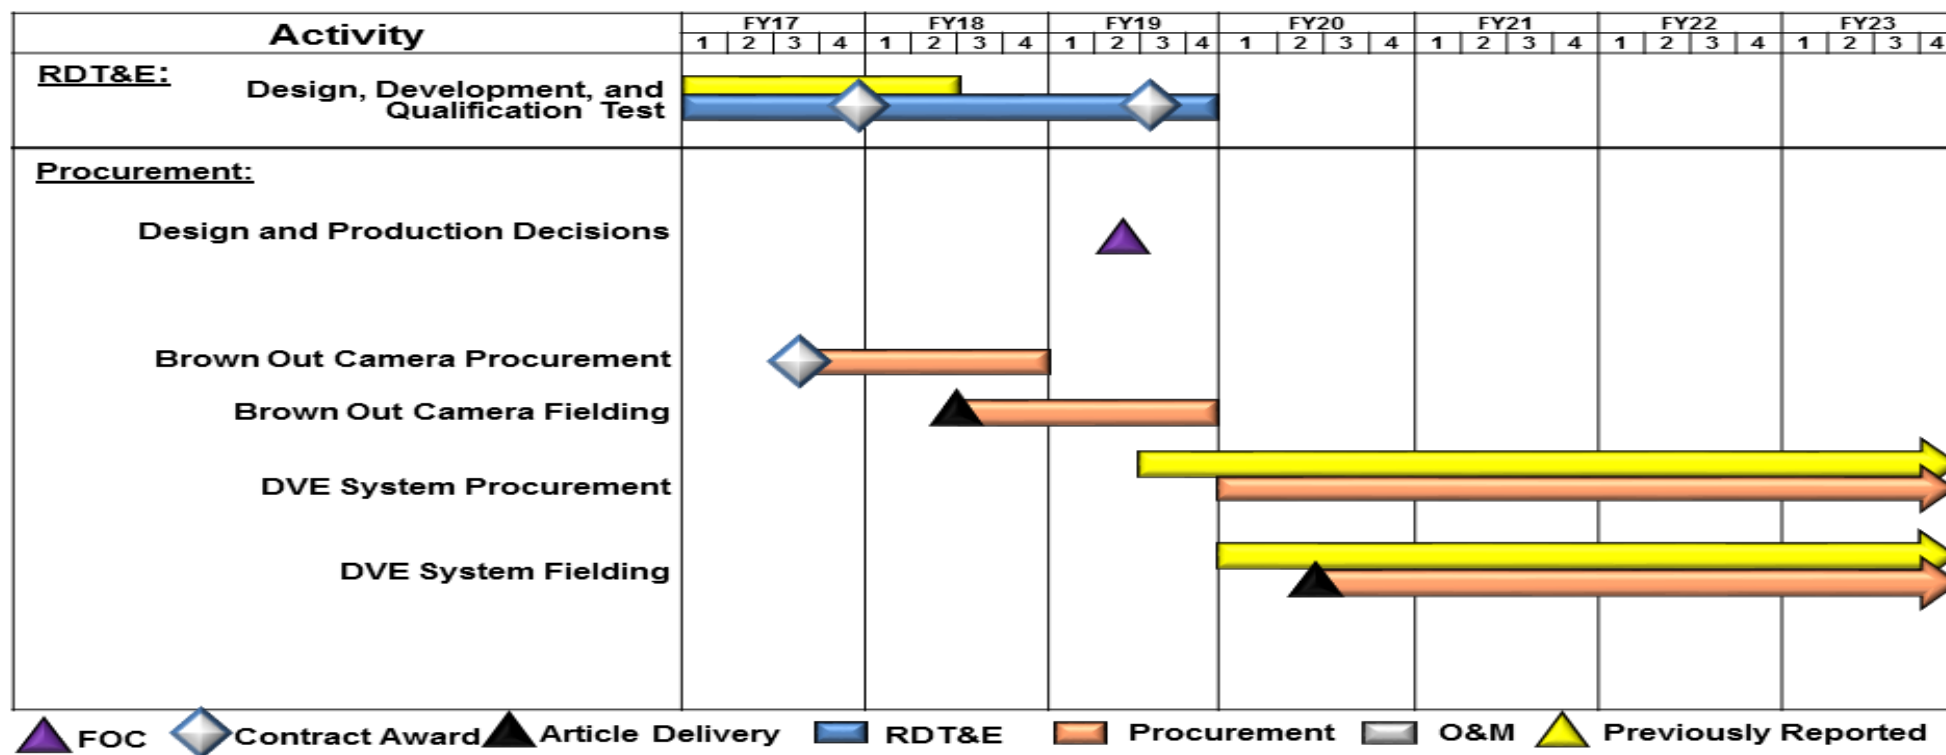 Activity
FY17 FY18 FY19 FY20 FY21 FY22 FY23
1 2 3 4 1 2 3 4 1 2 3 4 1 2 3 4 1 2 3 4 1 2 3 4 1 2 3 4
RDT&E:
Design, Development, and
Qualification Test
Procurement:
Design and Production Decisions
Brown Out Camera Procurement
Brown Out Camera Fielding
DVE System Procurement
DVE System Fielding
FOC Contract Award Article Delivery RDT&E Procurement O&M Previously Reported